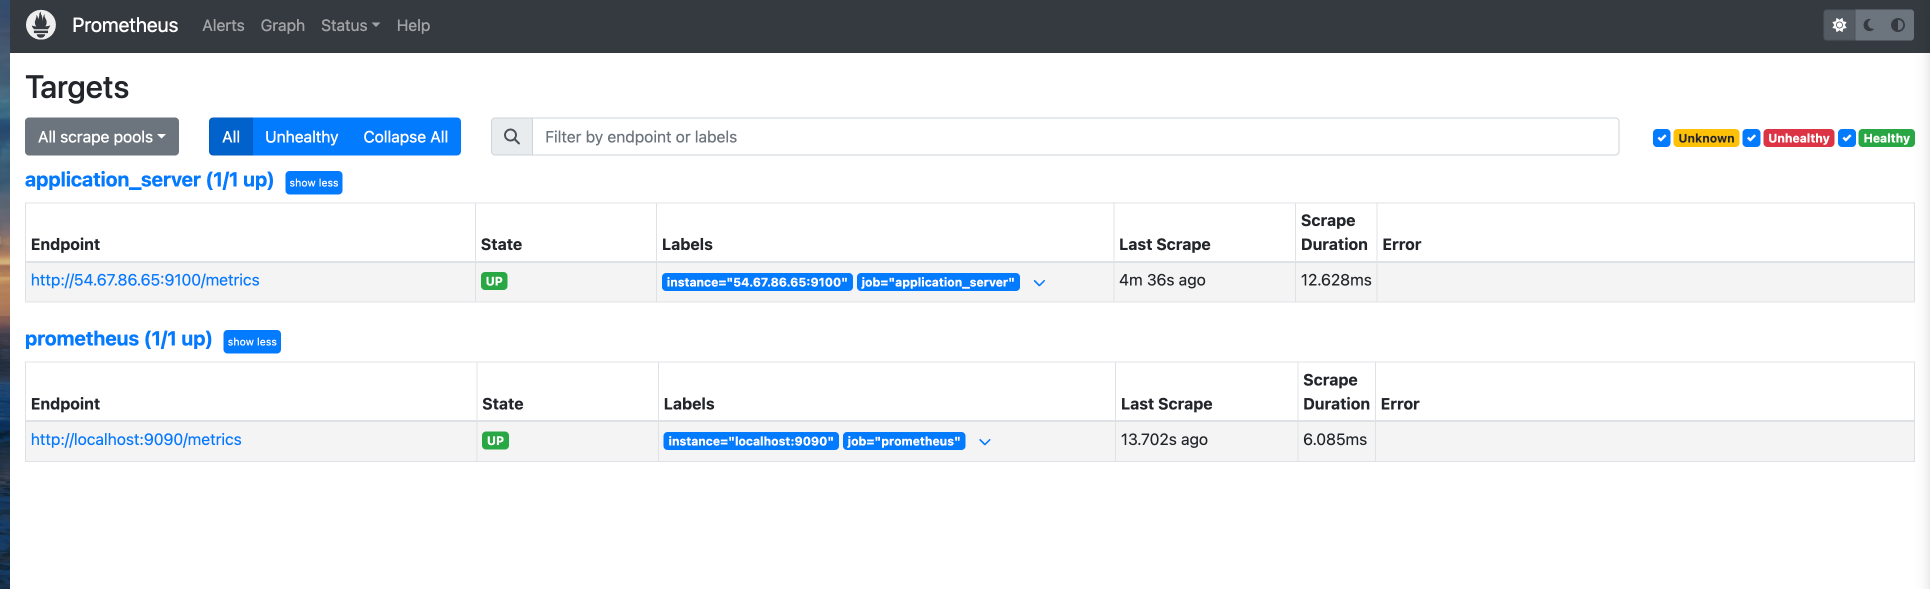 Prometheus Alerts Graph Status Help
Targets
All scrape pools All Unhealthy Collapse All Filter by endpoint or labels Unknown Unhealthy Healthy
application_server (1/1 up) show less
Endpoint State Labels Last Scrape Scrape Duration Error
http://54.67.86.65:9100/metrics UP instance="54.67.86.65:9100" job="application_server" 4m 36s ago 12.628ms
prometheus (1/1 up) show less
Endpoint State Labels Last Scrape Scrape Duration Error
http://localhost:9090/metrics UP instance="localhost:9090" job="prometheus" 13.702s ago 6.085ms